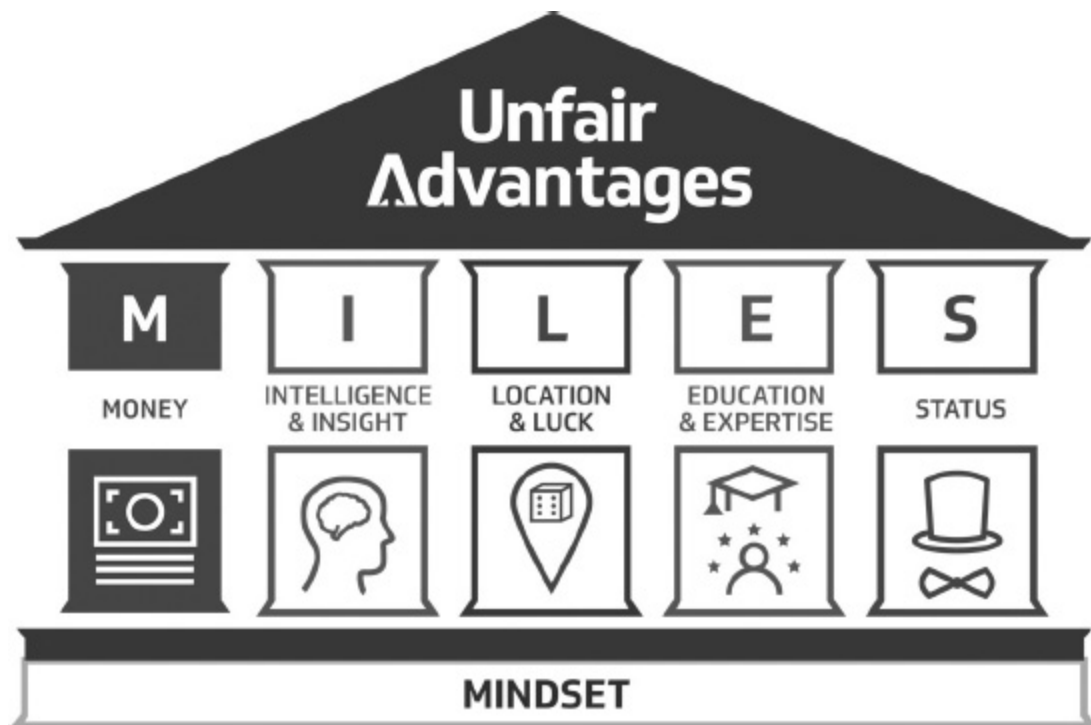 Unfair
Advantages
M I L E S
MONEY
INTELLIGENCE
& INSIGHT
LOCATION
& LUCK
EDUCATION
& EXPERTISE
STATUS
MINDSET